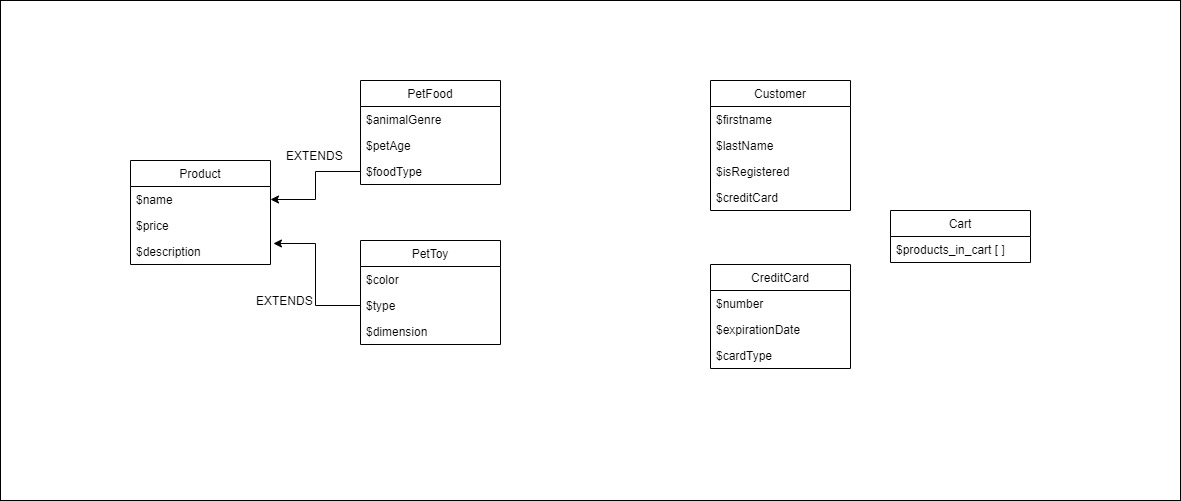 PetFood
$animalGenre
$petAge
$foodType
EXTENDS
Product
$name
$price
$description
PetToy
$color
$type
$dimension
EXTENDS
Customer
$firstname
$lastName
$isRegistered
$creditCard
Cart
$products_in_cart [ ]
CreditCard
$number
$expirationDate
$cardType